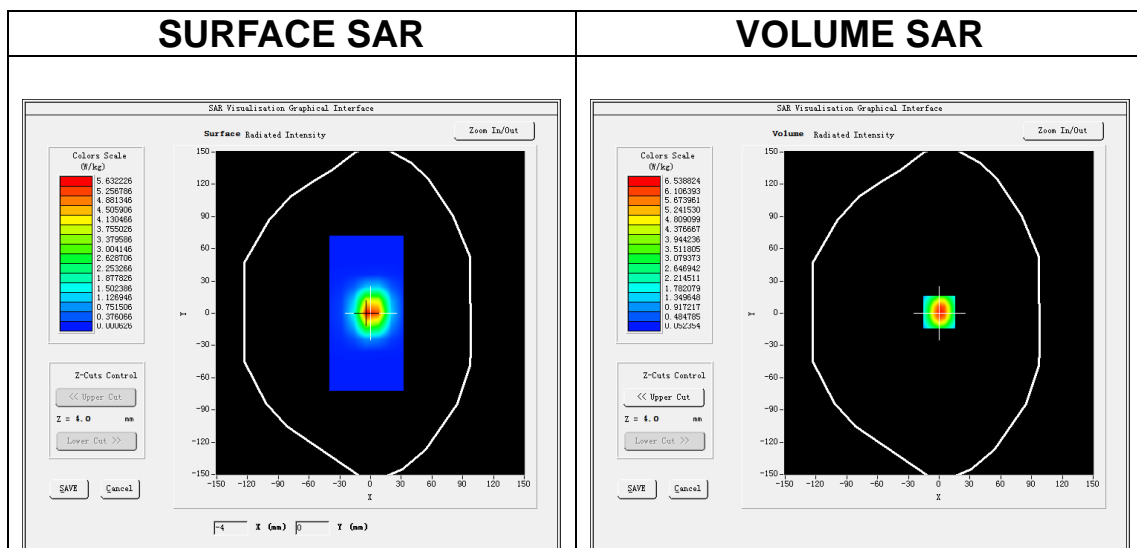 SURFACE SAR
SAR Visualisation Graphical Interface
Surface Radiated Intensity
Zoom In/Out
Colors Scale
(W/kg)
5.632226
5.256786
4.881346
4.505906
4.130466
3.755026
3.379586
3.004146
2.628706
2.253266
1.877826
1.502386
1.126946
0.751506
0.376066
0.000626
150
120
90
60
30
0
-30
-60
-90
-120
-150
Y
-150 -120 -90 -60 -30 0 30 60 90 120 150
X
Z-Cuts Control
<< Upper Cut
Z = 4.0 mm
Lower Cut >>
SAVE Cancel
-4 X (mm) 0 Y (mm)
VOLUME SAR
SAR Visualisation Graphical Interface
Volume Radiated Intensity
Zoom In/Out
Colors Scale
(W/kg)
6.538824
6.106393
5.673961
5.241530
4.809099
4.376667
3.944236
3.511805
3.079373
2.646942
2.214511
1.782079
1.349648
0.917217
0.484785
0.052354
150
120
90
60
30
0
-30
-60
-90
-120
-150
Y
-150 -120 -90 -60 -30 0 30 60 90 120 150
X
Z-Cuts Control
<< Upper Cut
Z = 4.0 mm
Lower Cut >>
SAVE Cancel